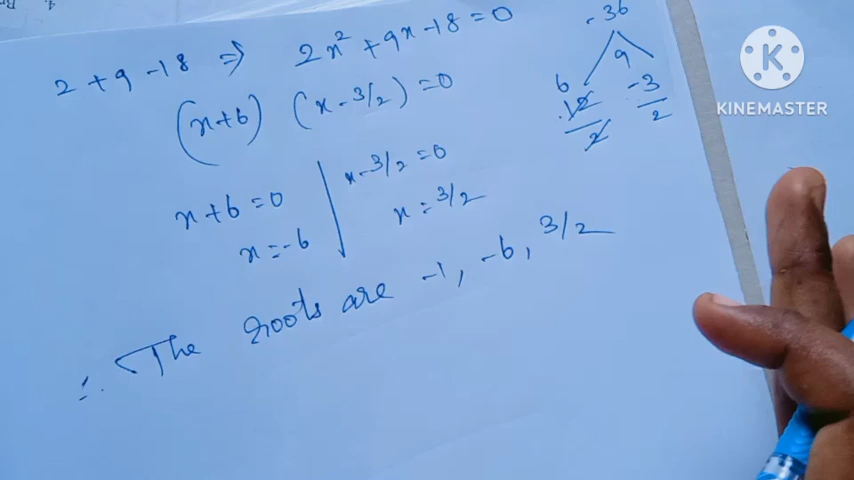 2 + 9 - 18 ⇒ 2x² + 9x - 18 = 0
(x+6) (x - 3/2) = 0
x + 6 = 0
x - 3/2 = 0
x = -6
x = 3/2
∴ The roots are -1, -6, 3/2
-36
9
6 -3
12 2
2
K
KINEMASTER